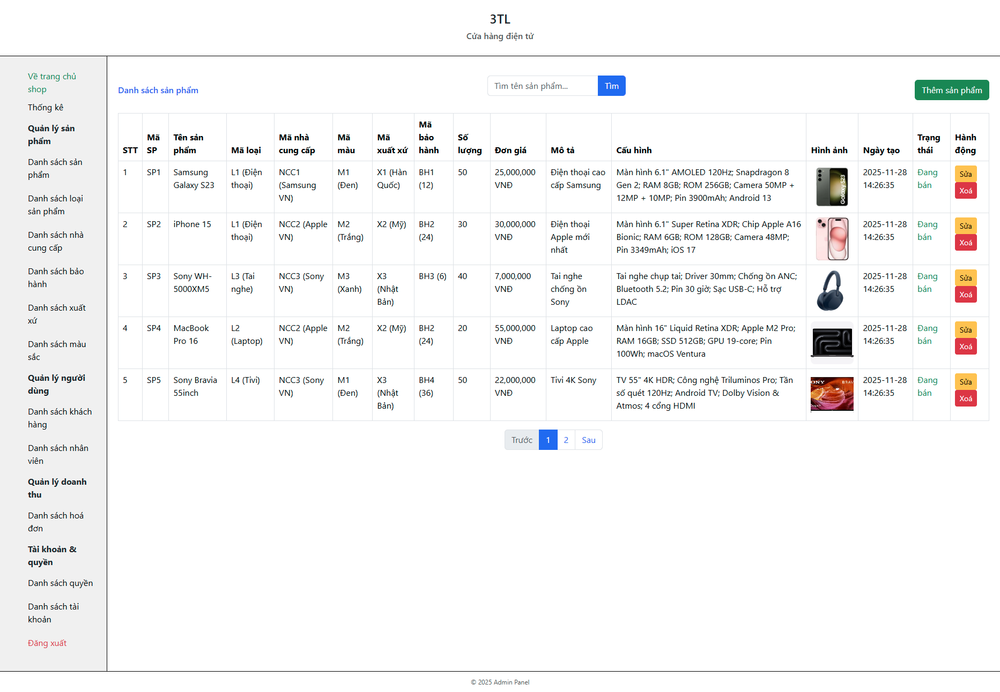 3TL
Cửa hàng điện tử
Về trang chủ
shop
Thống kê
Quản lý sản
phẩm
Danh sách sản
phẩm
Danh sách loại
sản phẩm
Danh sách nhà
cung cấp
Danh sách bảo
hành
Danh sách xuất
xứ
Danh sách màu
sắc
Quản lý người
dùng
Danh sách khách
hàng
Danh sách nhân
viên
Quản lý doanh
thu
Danh sách hoá
đơn
Tài khoản &
quyền
Danh sách quyền
Danh sách tài
khoản
Đăng xuất
Danh sách sản phẩm
Tìm tên sản phẩm... Tìm
Thêm sản phẩm
STT Mã SP Tên sản phẩm Mã loại Mã nhà cung cấp Mã màu Mã xuất xứ Mã bảo hành Số lượng Đơn giá Mô tả Cấu hình Hình ảnh Ngày tạo Trạng thái Hành động
1 SP1 Samsung L1 (Điện NCC1 M1 X1 (Hàn BH1 50 25,000,000 Điện thoại cao Màn hình 6.1" AMOLED 120Hz; Snapdragon 8 2025-11-28 Đang Sửa
Galaxy S23 thoại) (Samsung (Đen) Quốc) (12) VNĐ cấp Samsung Gen 2; RAM 8GB; ROM 256GB; Camera 50MP + Galaxy S23 14:26:35 bán Xoá
VN) 12MP + 10MP; Pin 3900mAh; Android 13
2 SP2 iPhone 15 L1 (Điện NCC2 (Apple M2 X2 (Mỹ) BH2 30 30,000,000 Điện thoại Màn hình 6.1" Super Retina XDR; Chip Apple A16 2025-11-28 Đang Sửa
thoại) VN) (Trắng) (24) VNĐ Apple mới Bionic; RAM 6GB; ROM 128GB; Camera 48MP; 14:26:35 bán Xoá
nhất Pin 3349mAh; iOS 17
3 SP3 Sony WH- L3 (Tai NCC3 (Sony M3 X3 BH3 (6) 40 7,000,000 Tai nghe Tai nghe chụp tai; Driver 30mm; Chống ồn ANC; 2025-11-28 Đang Sửa
5000XM5 nghe) VN) (Xanh) (Nhật VNĐ chống ồn Bluetooth 5.2; Pin 30 giờ; Sạc USB-C; Hỗ trợ 14:26:35 bán Xoá
Bản) Sony LDAC
4 SP4 MacBook L2 NCC2 (Apple M2 X2 (Mỹ) BH2 20 55,000,000 Laptop cao Màn hình 16" Liquid Retina XDR; Apple M2 Pro; 2025-11-28 Đang Sửa
Pro 16 (Laptop) VN) (Trắng) (24) VNĐ cấp Apple RAM 16GB; SSD 512GB; GPU 19-core; Pin 14:26:35 bán Xoá
100Wh; macOS Ventura
5 SP5 Sony Bravia L4 (Tivi) NCC3 (Sony M1 X3 BH4 50 22,000,000 Tivi 4K Sony TV 55" 4K HDR; Công nghệ Triluminos Pro; Tần ONY BRAV 2025-11-28 Đang Sửa
55inch VN) (Đen) (Nhật (36) VNĐ số quét 120Hz; Android TV; Dolby Vision & 14:26:35 bán Xoá
Bản) Atmos; 4 cổng HDMI
Trước 1 2 Sau
© 2025 Admin Panel